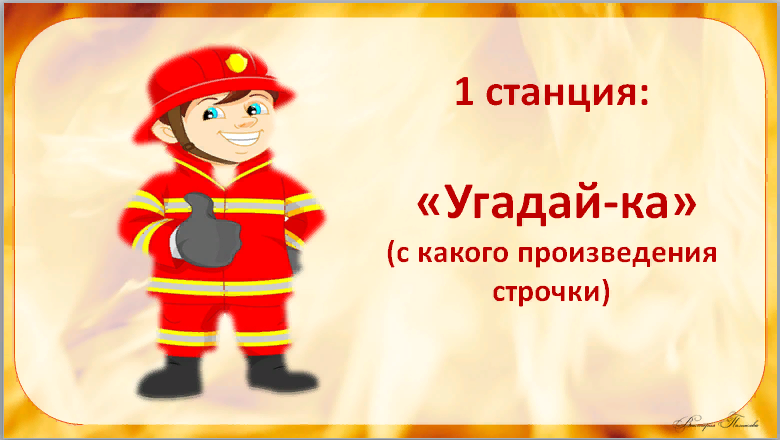 1 станция:
«Угадай-ка»
(с какого произведения
строчки)